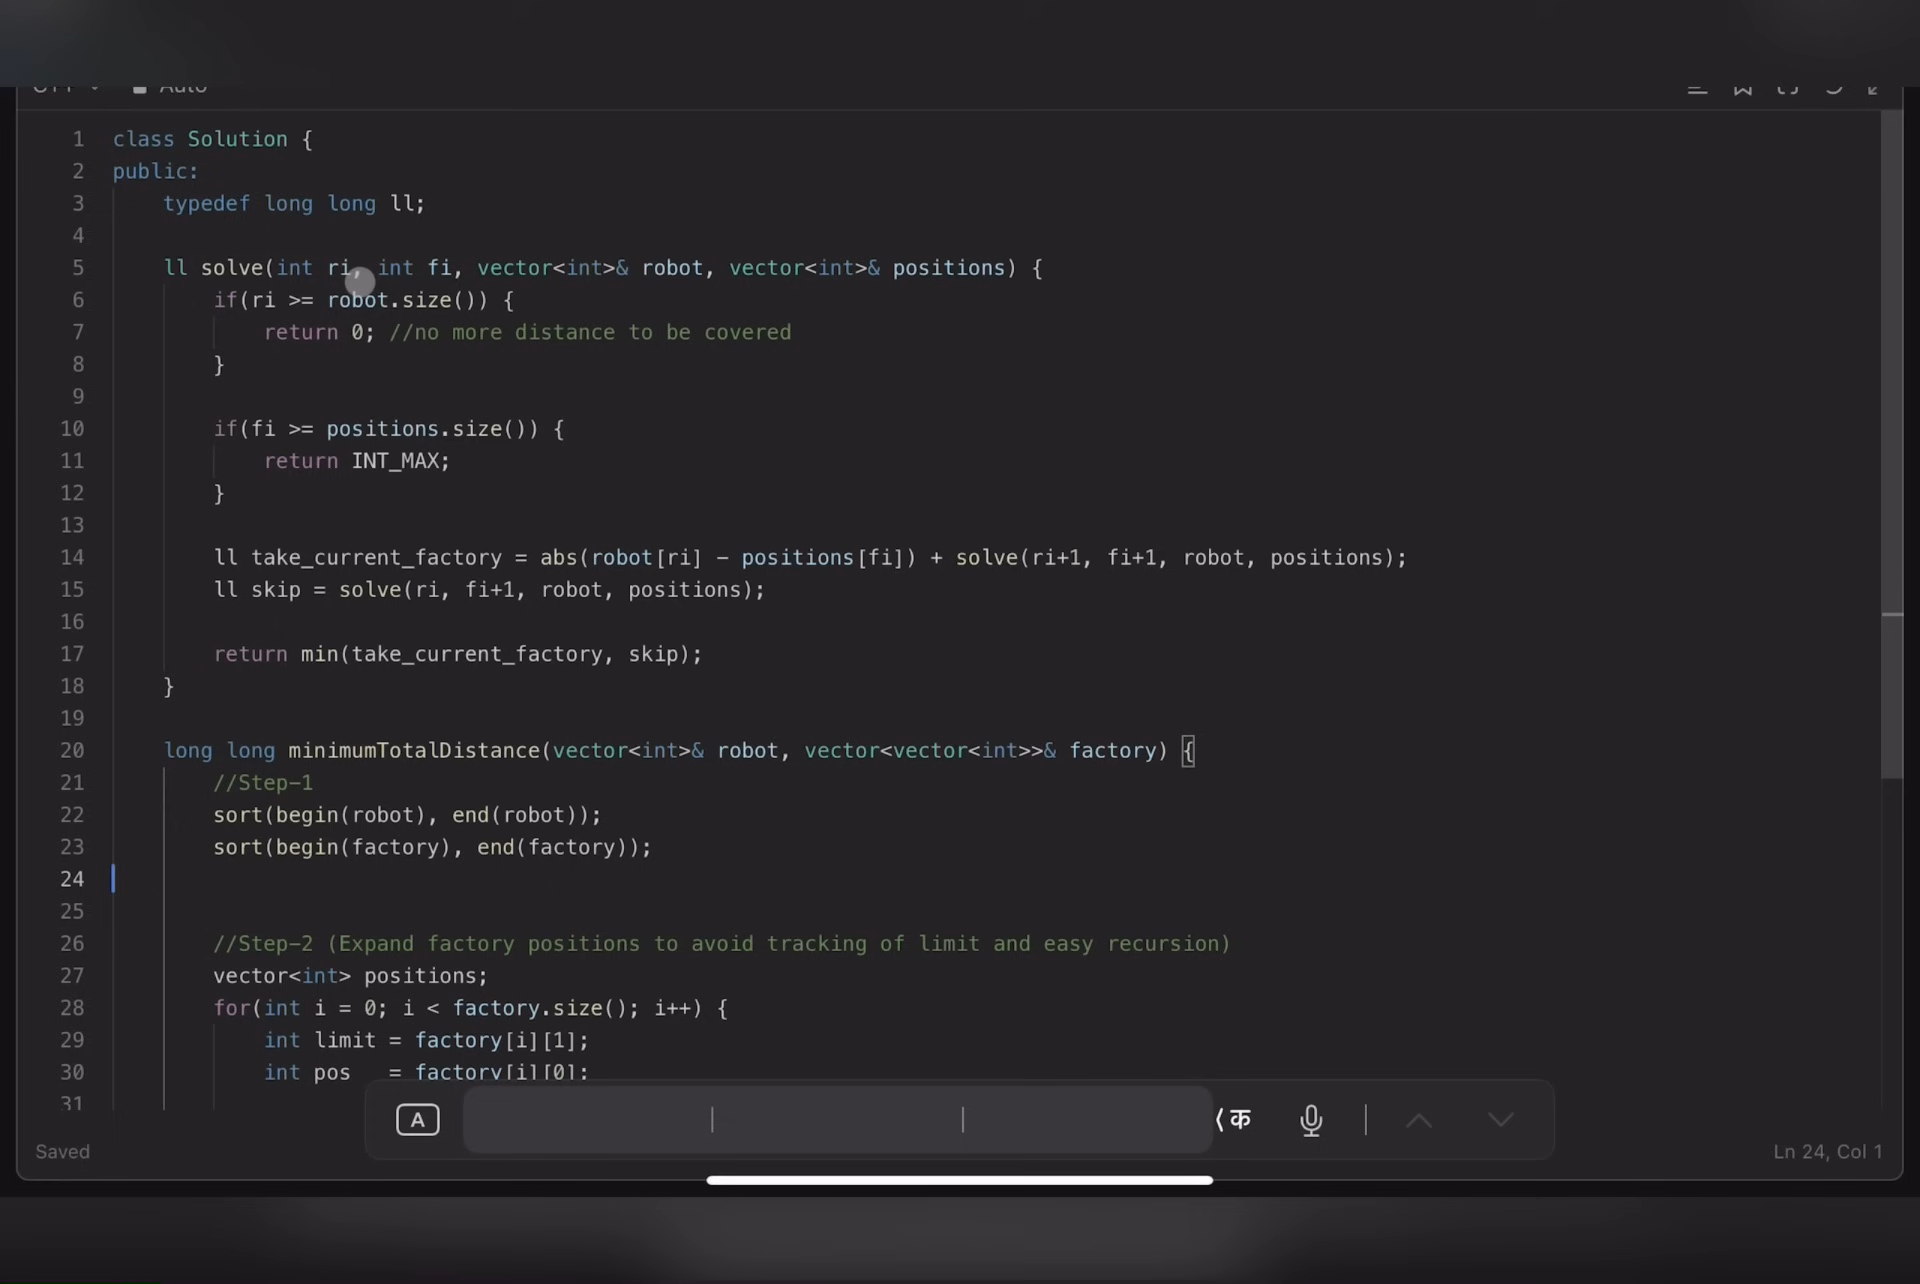 Auto
1 class Solution {
2 public:
3 typedef long long ll;
4
5 ll solve(int ri, int fi, vector<int>& robot, vector<int>& positions) {
6 if(ri >= robot.size()) {
7 return 0; //no more distance to be covered
8 }
9
10 if(fi >= positions.size()) {
11 return INT_MAX;
12 }
13
14 ll take_current_factory = abs(robot[ri] - positions[fi]) + solve(ri+1, fi+1, robot, positions);
15 ll skip = solve(ri, fi+1, robot, positions);
16
17 return min(take_current_factory, skip);
18 }
19
20 long long minimumTotalDistance(vector<int>& robot, vector<vector<int>>& factory) {
21 //Step-1
22 sort(begin(robot), end(robot));
23 sort(begin(factory), end(factory));
24
25
26 //Step-2 (Expand factory positions to avoid tracking of limit and easy recursion)
27 vector<int> positions;
28 for(int i = 0; i < factory.size(); i++) {
29 int limit = factory[i][1];
30 int pos = factory[i][0];
31
A
क
Saved
Ln 24, Col 1